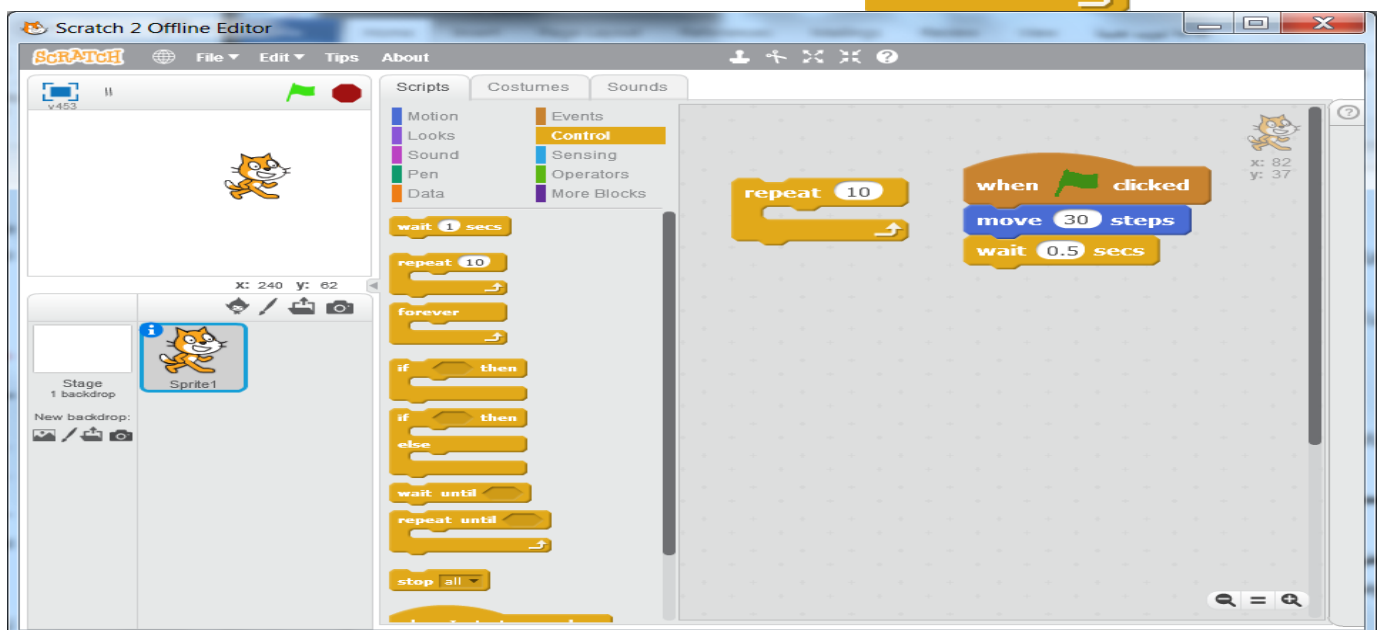 Scratch 2 Offline Editor
SCRATCH File Edit Tips About
v453
Scripts Costumes Sounds
Motion Events
Looks Control
Sound Sensing
Pen Operators
Data More Blocks
wait 1 secs
repeat 10
forever
if then
if then
else
wait until
repeat until
stop all
repeat 10
when clicked
move 30 steps
wait 0.5 secs
x: 82
y: 37
X: 240 y: 62
Stage
1 backdrop
Sprite1
New backdrop: